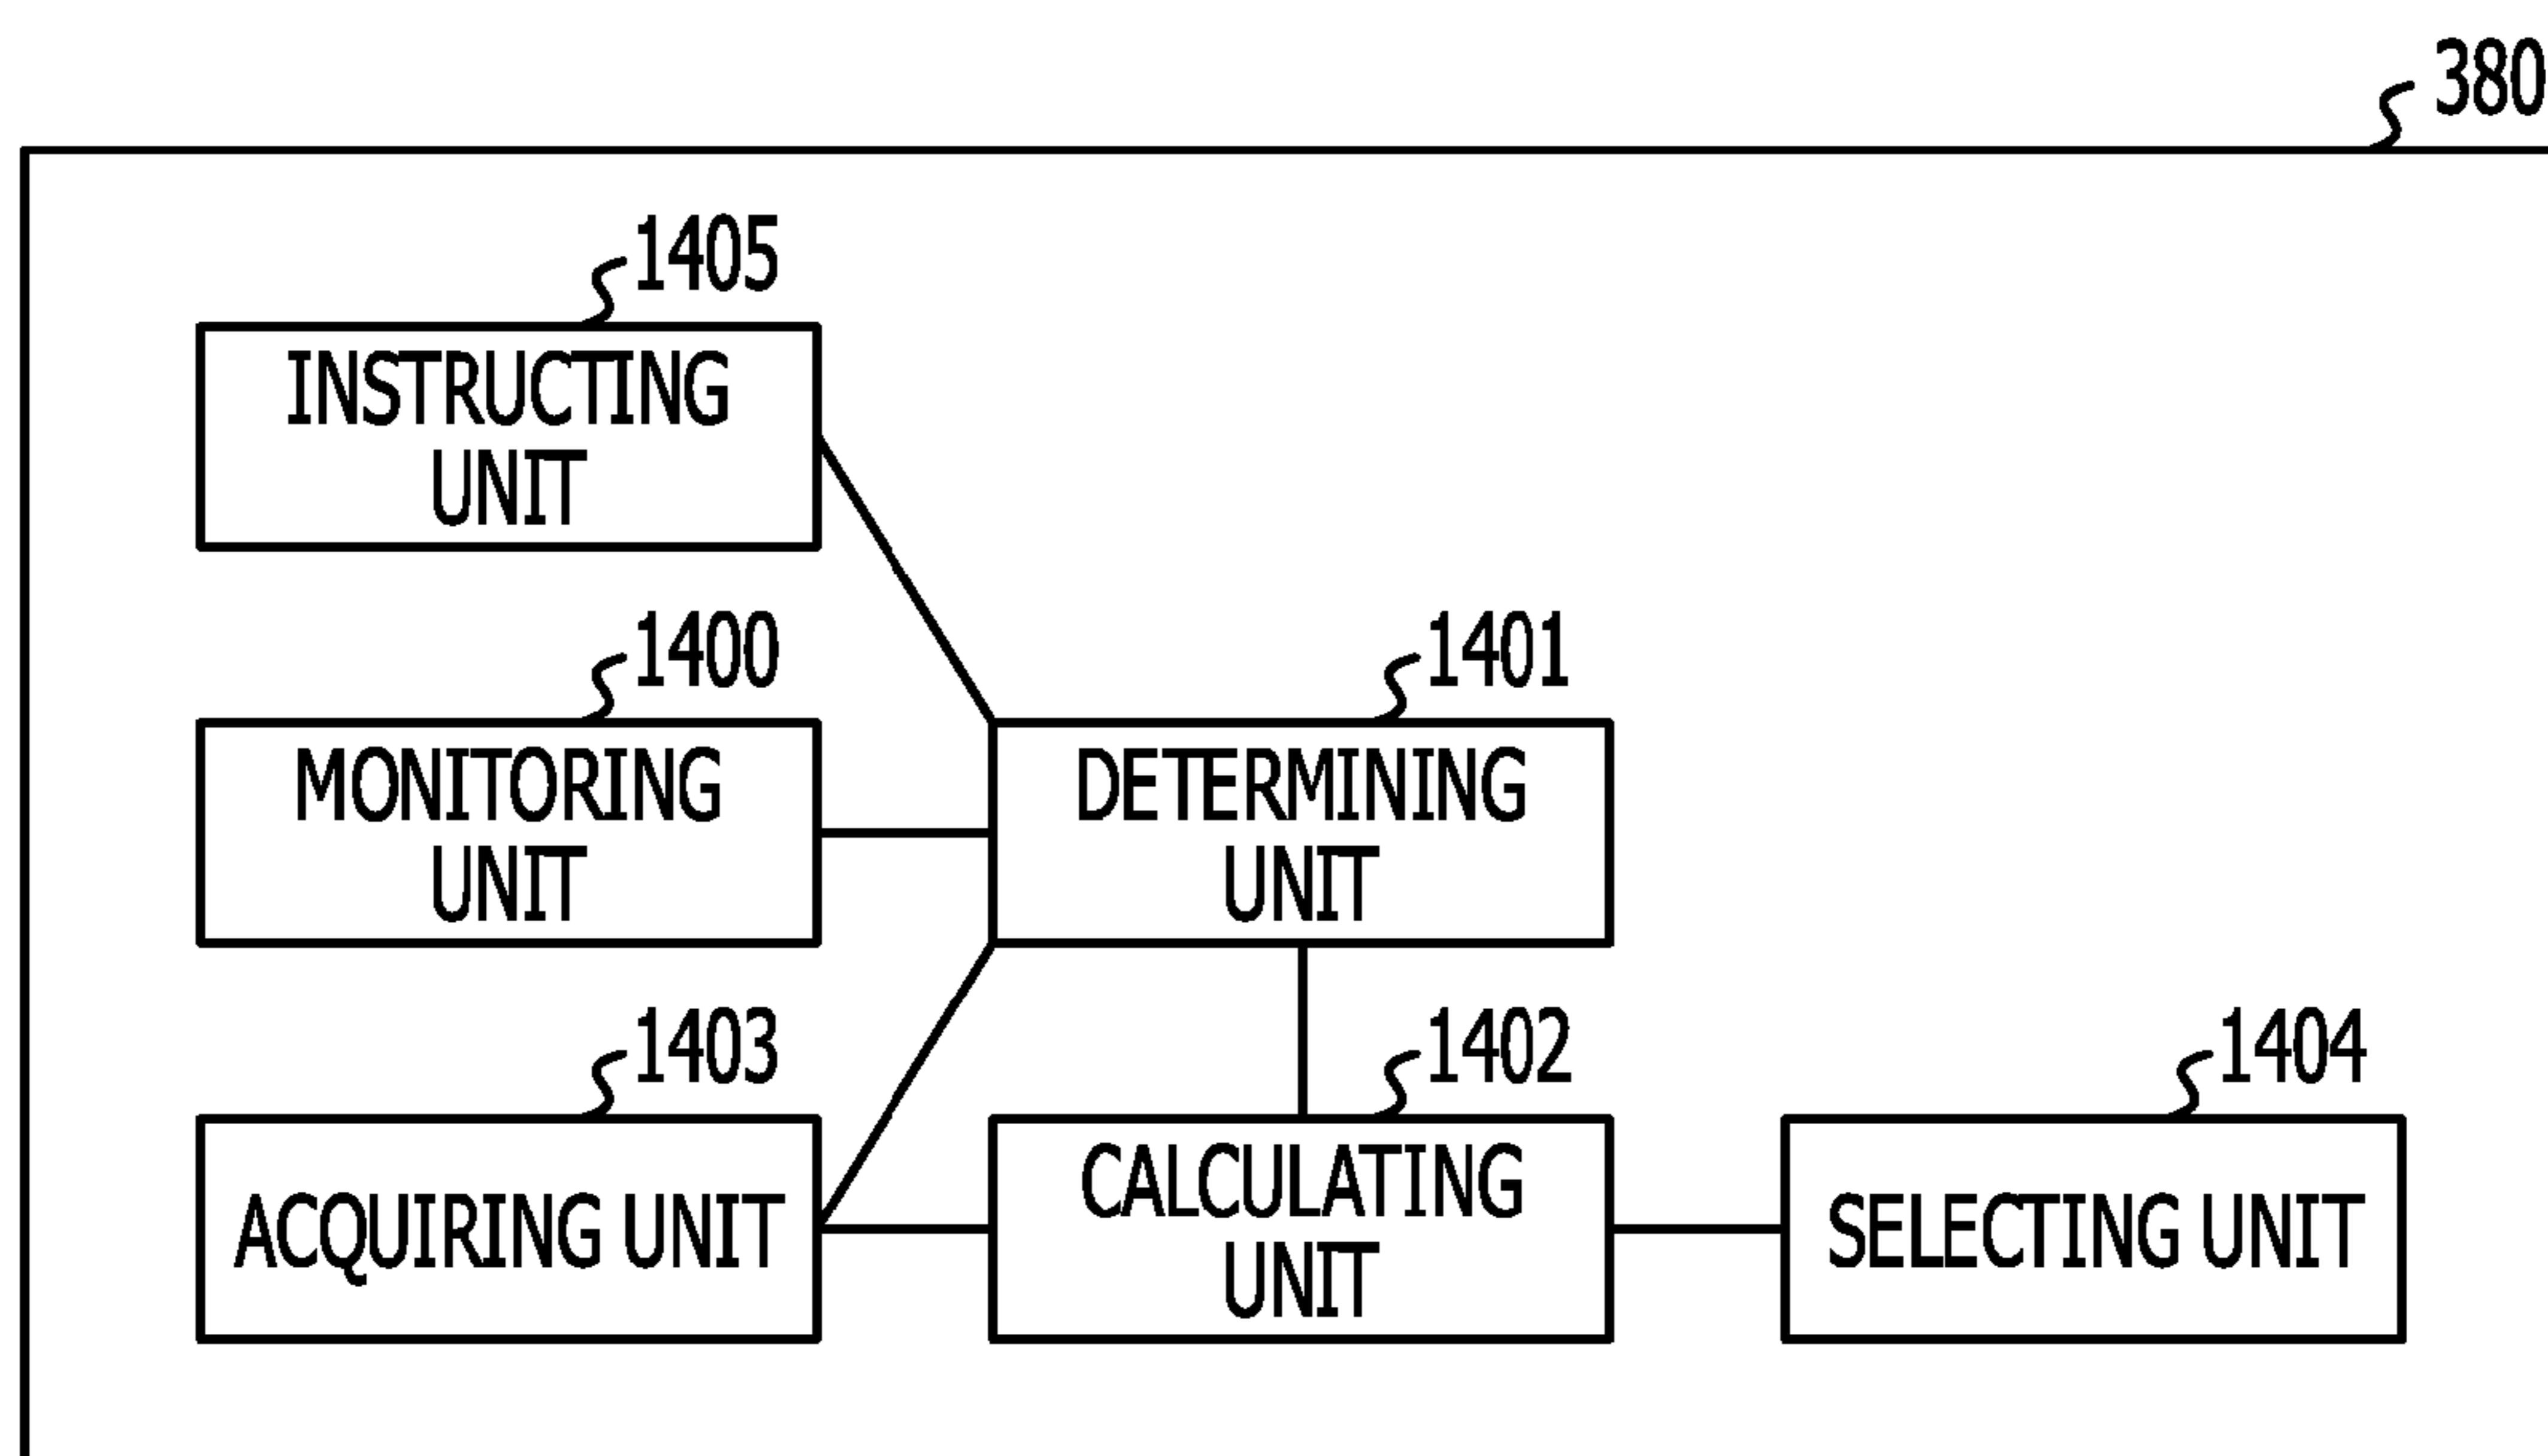 380
1405
INSTRUCTING
UNIT
1400
MONITORING
UNIT
1401
DETERMINING
UNIT
1403
ACQUIRING UNIT
1402
CALCULATING
UNIT
1404
SELECTING UNIT